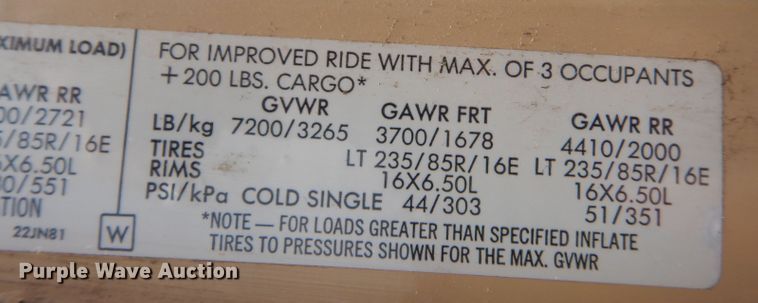 XIMUM LOAD)
AWR RR
00/2721
5/85R/16E
6X6.50L
80/551
TION
22JN81
W
FOR IMPROVED RIDE WITH MAX. OF 3 OCCUPANTS
+200 LBS. CARGO*
GVWR GAWR FRT GAWR RR
LB/kg 7200/3265 3700/1678 4410/2000
TIRES LT 235/85R/16E LT 235/85R/16E
RIMS 16X6.50L 16X6.50L
PSI/kPa COLD SINGLE 44/303 51/351
*NOTE — FOR LOADS GREATER THAN SPECIFIED INFLATE
TIRES TO PRESSURES SHOWN FOR THE MAX. GVWR
Purple Wave Auction